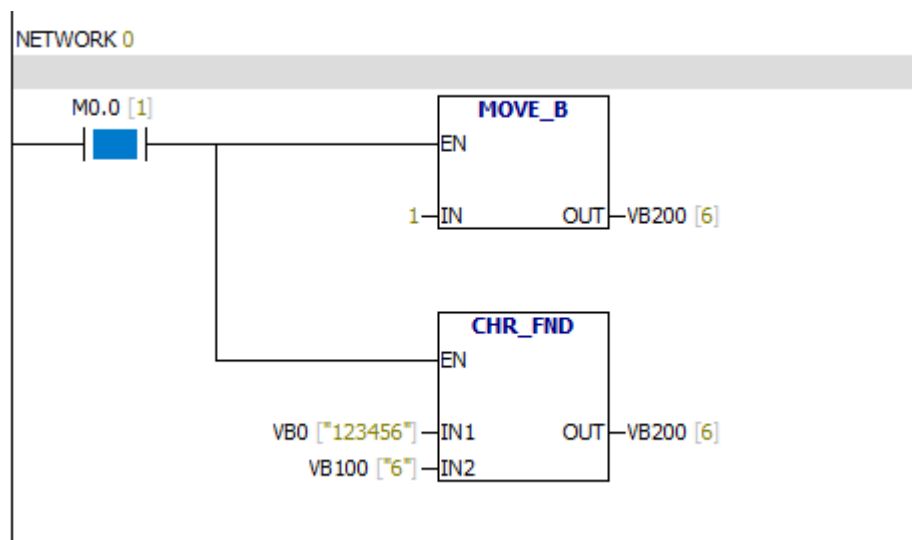 NETWORK 0
M0.0 [1]
MOVE_B
EN
1 IN OUT VB200 [6]
CHR_FND
EN
VB0 ["123456"] IN1 OUT VB200 [6]
VB100 ["6"] IN2